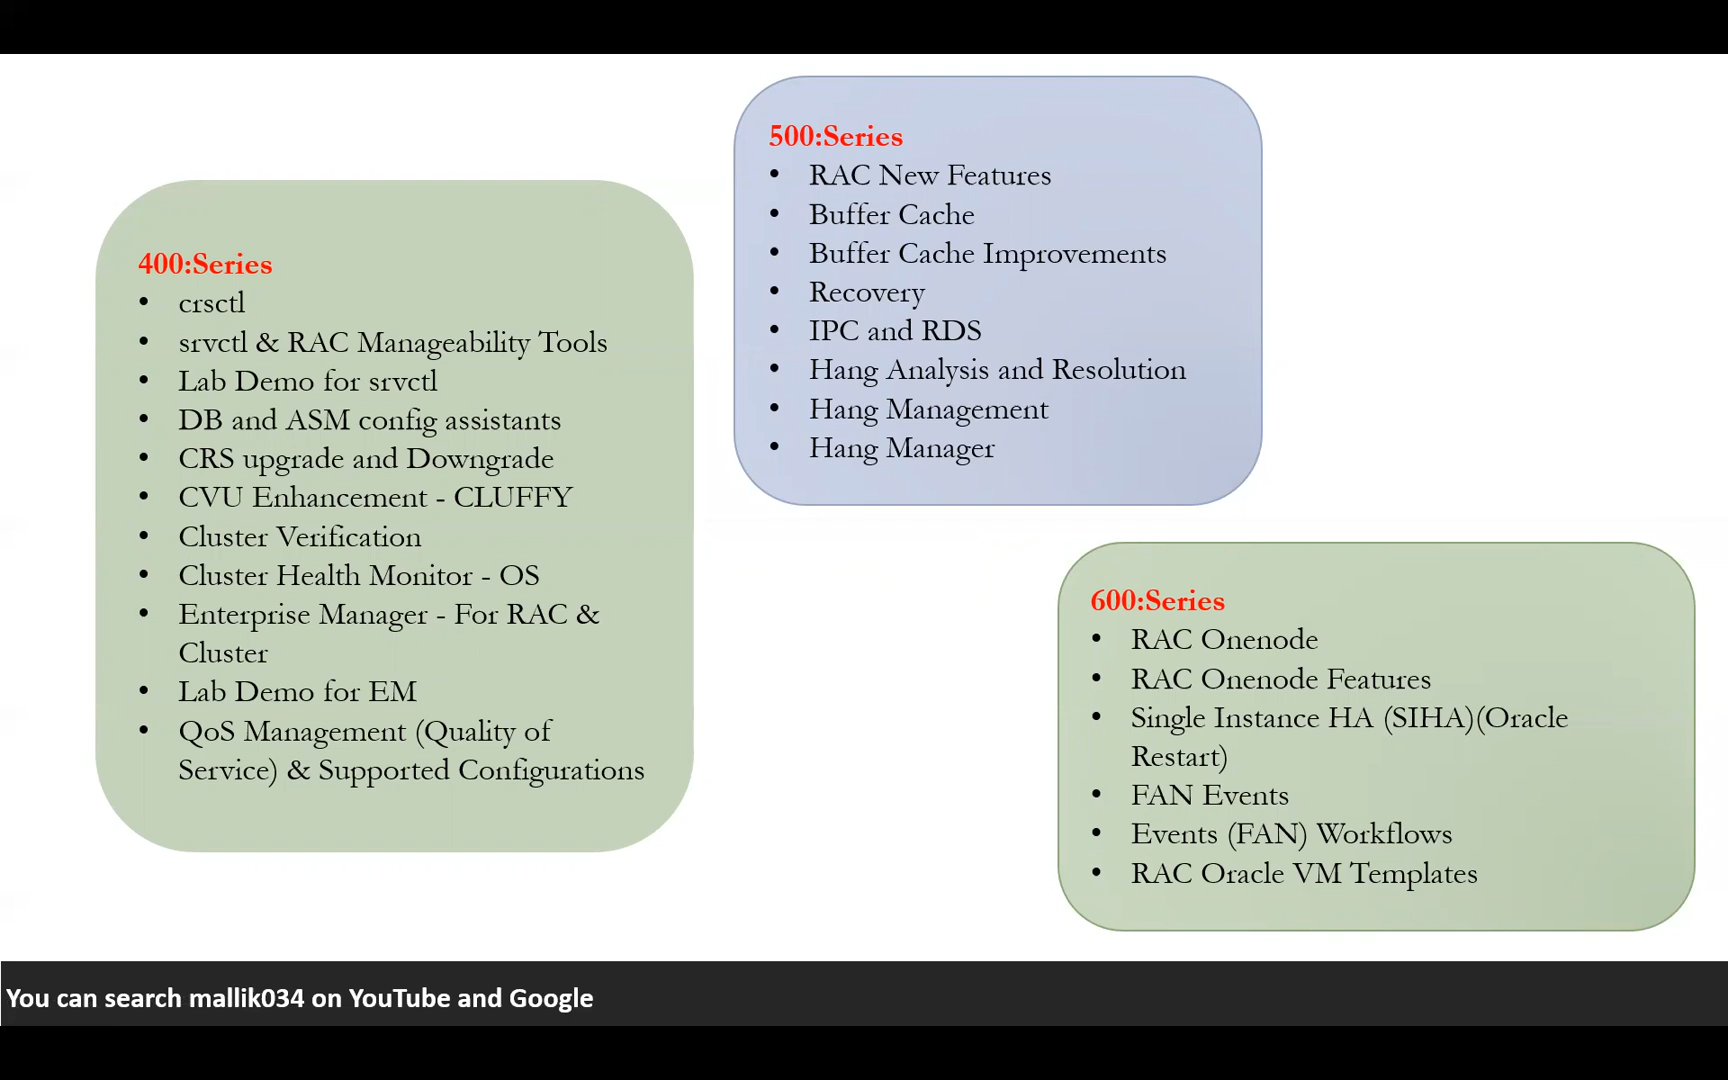 400:Series
• crsctl
• srvctl & RAC Manageability Tools
• Lab Demo for srvctl
• DB and ASM config assistants
• CRS upgrade and Downgrade
• CVU Enhancement - CLUFFY
• Cluster Verification
• Cluster Health Monitor - OS
• Enterprise Manager - For RAC &
Cluster
• Lab Demo for EM
• QoS Management (Quality of
Service) & Supported Configurations
500:Series
• RAC New Features
• Buffer Cache
• Buffer Cache Improvements
• Recovery
• IPC and RDS
• Hang Analysis and Resolution
• Hang Management
• Hang Manager
600:Series
• RAC Onenode
• RAC Onenode Features
• Single Instance HA (SIHA)(Oracle
Restart)
• FAN Events
• Events (FAN) Workflows
• RAC Oracle VM Templates
You can search mallik034 on YouTube and Google